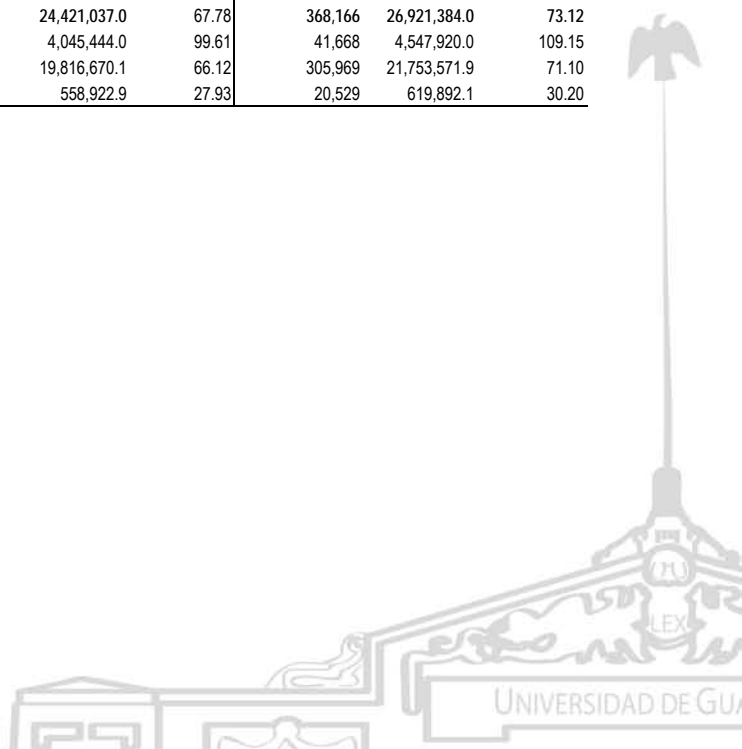 24,421,037.0 67.78 368,166 26,921,384.0 73.12
4,045,444.0 99.61 41,668 4,547,920.0 109.15
19,816,670.1 66.12 305,969 21,753,571.9 71.10
558,922.9 27.93 20,529 619,892.1 30.20
LEX
UNIVERSIDAD DE GUA